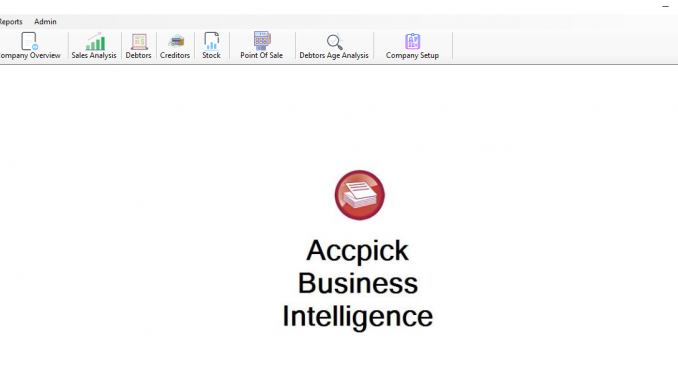 Reports Admin
Company Overview Sales Analysis Debtors Creditors Stock Point Of Sale Debtors Age Analysis Company Setup
Accpick
Business
Intelligence